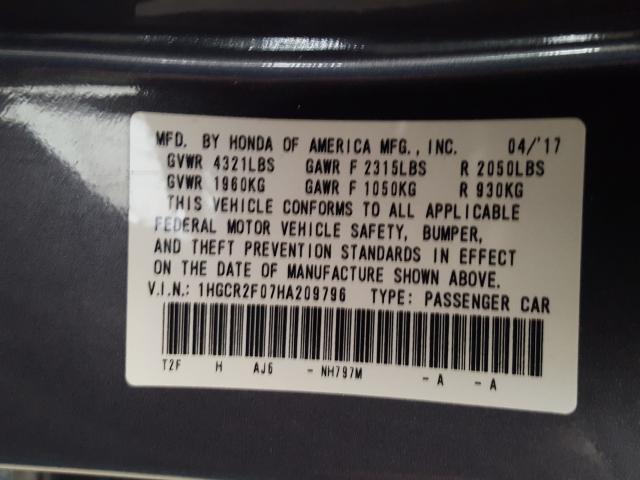 MFD. BY HONDA OF AMERICA MFG., INC. 04/'17
GVWR 4321LBS GAWR F 2315LBS R 2050LBS
GVWR 1960KG GAWR F 1050KG R 930KG
THIS VEHICLE CONFORMS TO ALL APPLICABLE
FEDERAL MOTOR VEHICLE SAFETY, BUMPER,
AND THEFT PREVENTION STANDARDS IN EFFECT
ON THE DATE OF MANUFACTURE SHOWN ABOVE.
V.I.N.: 1HGCR2F07HA209796 TYPE: PASSENGER CAR
T2F H AJ6 - NH797M - A - A